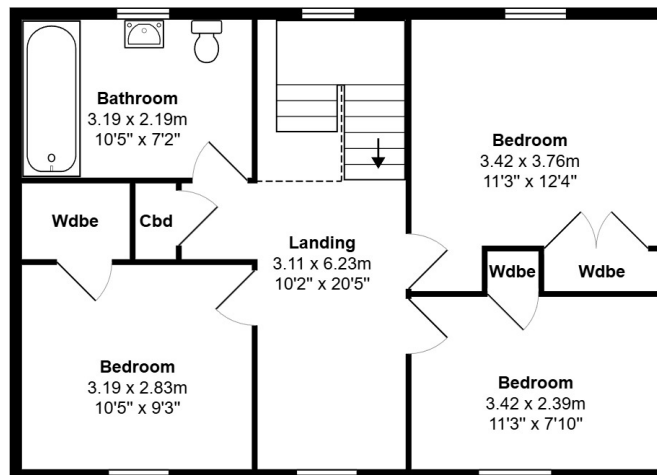 Bathroom
3.19 x 2.19m
10'5" x 7'2"
Bedroom
3.42 x 3.76m
11'3" x 12'4"
Wdbe
Cbd
Landing
3.11 x 6.23m
10'2" x 20'5"
Wdbe
Wdbe
Bedroom
3.19 x 2.83m
10'5" x 9'3"
Bedroom
3.42 x 2.39m
11'3" x 7'10"